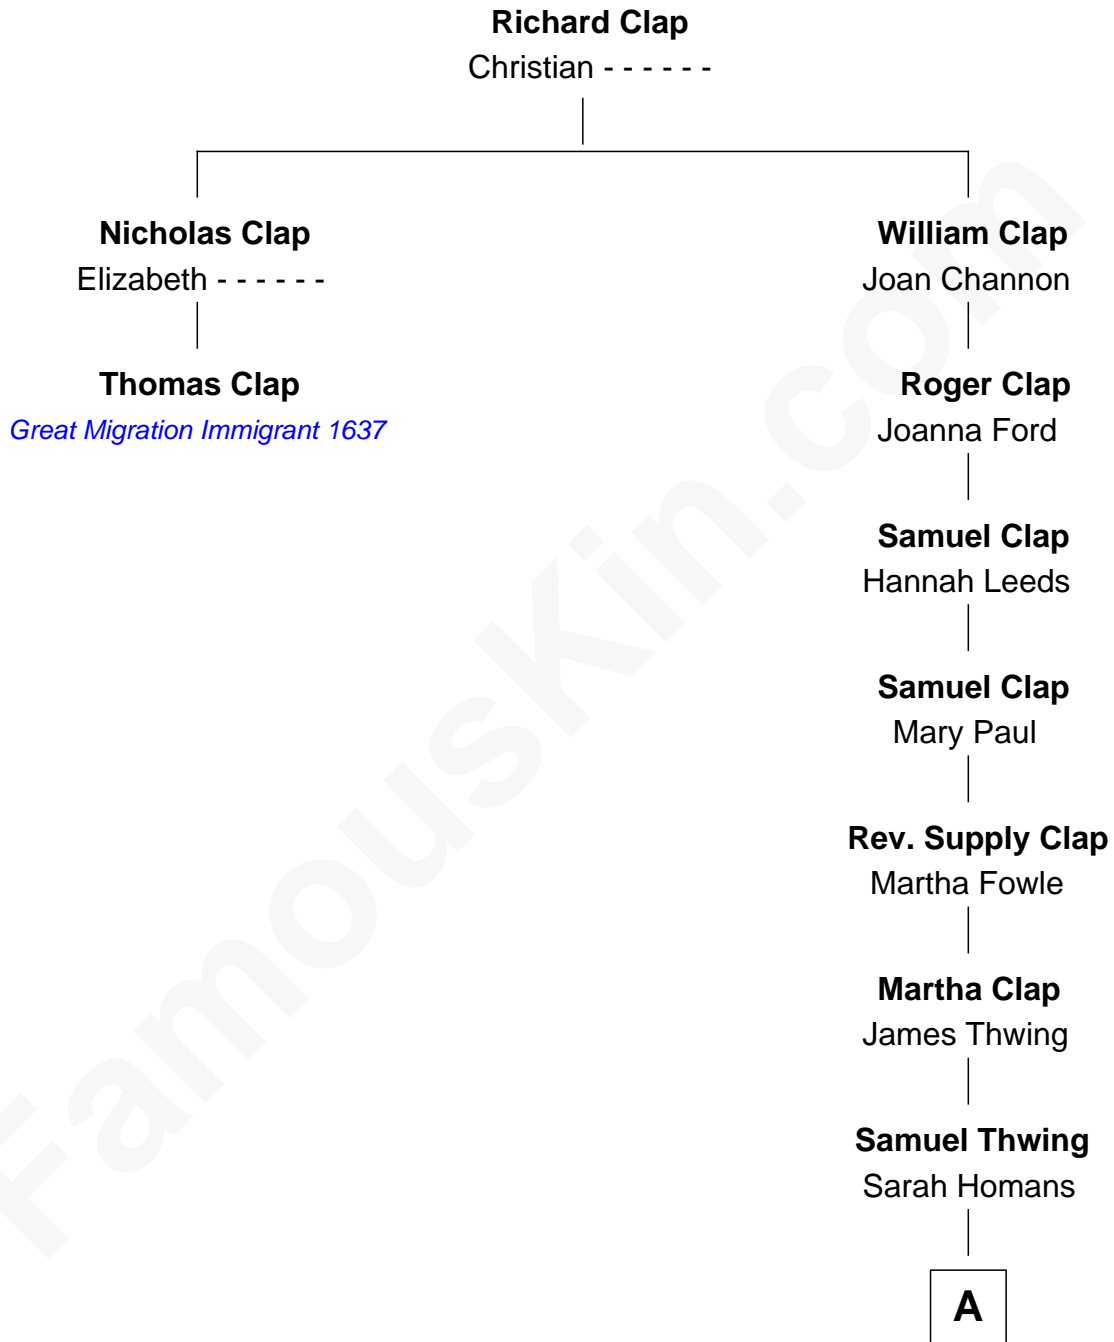 Richard Clap
Christian - - - - - -
Nicholas Clap
Elizabeth - - - - - -
William Clap
Joan Channon
Thomas Clap
Great Migration Immigrant 1637
Roger Clap
Joanna Ford
Samuel Clap
Hannah Leeds
Samuel Clap
Mary Paul
Rev. Supply Clap
Martha Fowle
Martha Clap
James Thwing
Samuel Thwing
Sarah Homans
A
FamousKin.com